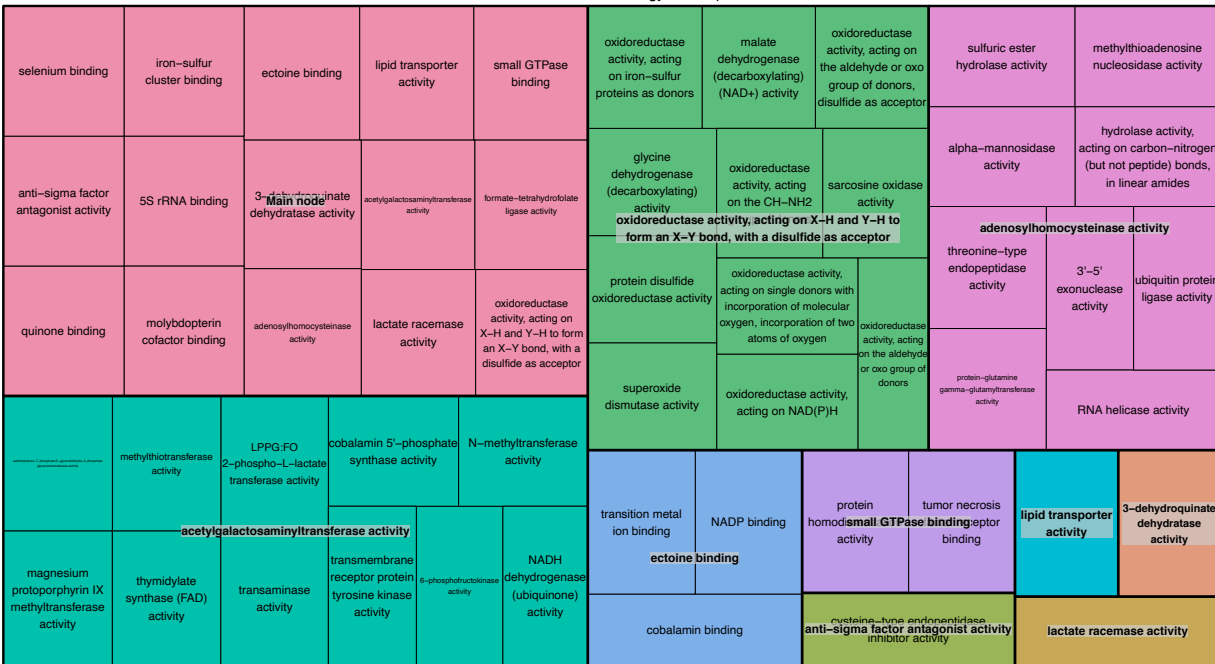 selenium binding
iron−sulfur
cluster binding
ectoine binding
lipid transporter
activity
small GTPase
binding
anti−sigma factor
antagonist activity
5S rRNA binding
3−dehydroquinate
dehydratase activity
Main node
acetylgalactosaminyltransferase
activity
formate−tetrahydrofolate
ligase activity
quinone binding
molybdopterin
cofactor binding
adenosylhomocysteinase
activity
lactate racemase
activity
oxidoreductase
activity, acting on
X−H and Y−H to form
an X−Y bond, with a
disulfide as acceptor
oxidoreductase
activity, acting
on iron−sulfur
proteins as donors
malate
dehydrogenase
(decarboxylating)
(NAD+) activity
oxidoreductase
activity, acting on
the aldehyde or oxo
group of donors,
disulfide as acceptor
glycine
dehydrogenase
(decarboxylating)
activity
oxidoreductase
activity, acting
on the CH−NH2
sarcosine oxidase
activity
oxidoreductase activity, acting on X−H and Y−H to
form an X−Y bond, with a disulfide as acceptor
protein disulfide
oxidoreductase activity
oxidoreductase activity,
acting on single donors with
incorporation of molecular
oxygen, incorporation of two
atoms of oxygen
oxidoreductase
activity, acting
on the aldehyde
or oxo group of
donors
superoxide
dismutase activity
oxidoreductase activity,
acting on NAD(P)H
sulfuric ester
hydrolase activity
methylthioadenosine
nucleosidase activity
alpha−mannosidase
activity
hydrolase activity,
acting on carbon−nitrogen
(but not peptide) bonds,
in linear amides
adenosylhomocysteinase activity
threonine−type
endopeptidase
activity
3'−5'
exonuclease
activity
ubiquitin protein
ligase activity
protein−glutamine
gamma−glutamyltransferase
activity
RNA helicase activity
methylthiotransferase
activity
LPPG:FO
2−phospho−L−lactate
transferase activity
cobalamin 5'−phosphate
synthase activity
N−methyltransferase
activity
acetylgalactosaminyltransferase activity
magnesium
protoporphyrin IX
methyltransferase
activity
thymidylate
synthase (FAD)
activity
transaminase
activity
transmembrane
receptor protein
tyrosine kinase
activity
6−phosphofructokinase
activity
NADH
dehydrogenase
(ubiquinone)
activity
transition metal
ion binding
NADP binding
ectoine binding
cobalamin binding
protein
activity
tumor necrosis
binding
small GTPase binding
cysteine−type endopeptidase
inhibitor activity
anti−sigma factor antagonist activity
lipid transporter
activity
3−dehydroquinate
dehydratase
activity
lactate racemase activity